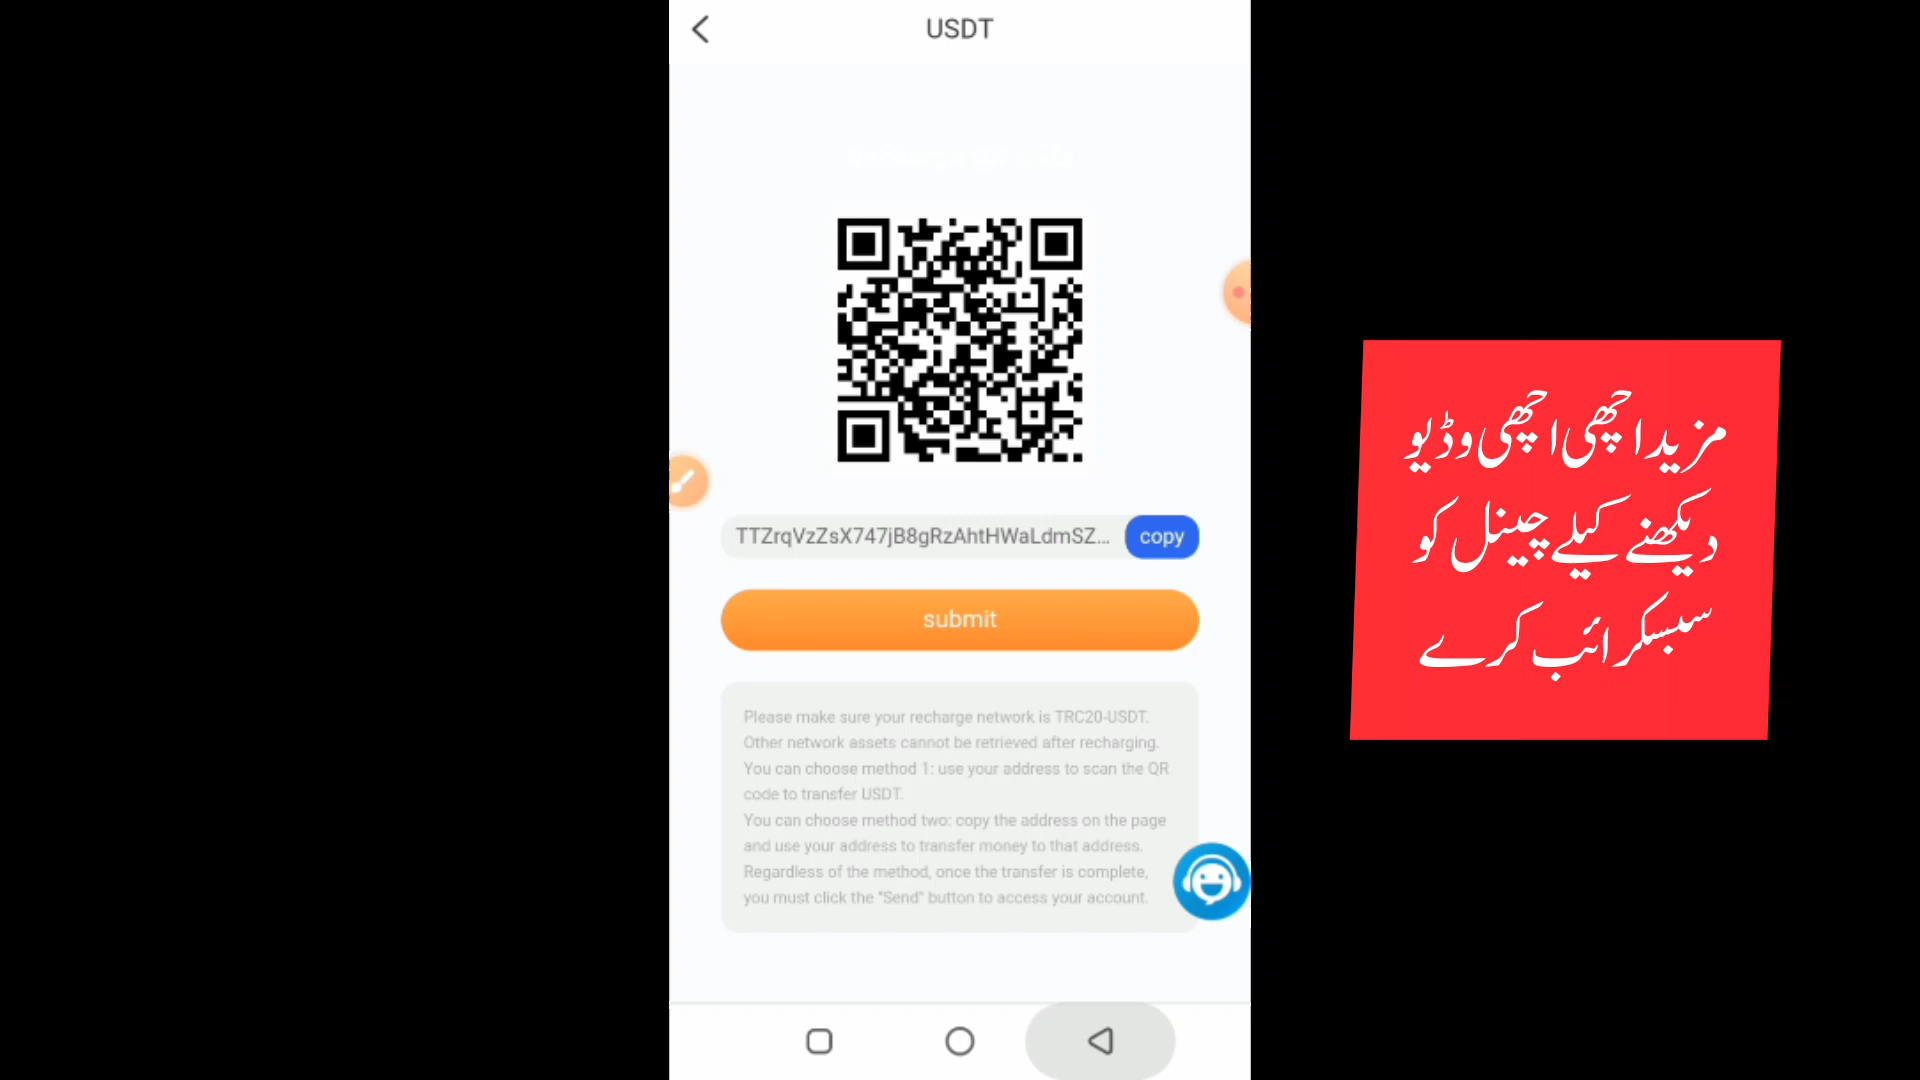 USDT
TTZrqVzZsX747jB8gRzAhtHWaLdmSZ...
copy
submit
Please make sure your recharge network is TRC20-USDT.
Other network assets cannot be retrieved after recharging.
You can choose method 1: use your address to scan the QR
code to transfer USDT.
You can choose method two: copy the address on the page
and use your address to transfer money to that address.
Regardless of the method, once the transfer is complete,
you must click the "Send" button to access your account.
مزید اچھی اچھی وڈیو
دیکھنے کیلے چینل کو
سبسکرائب کرے